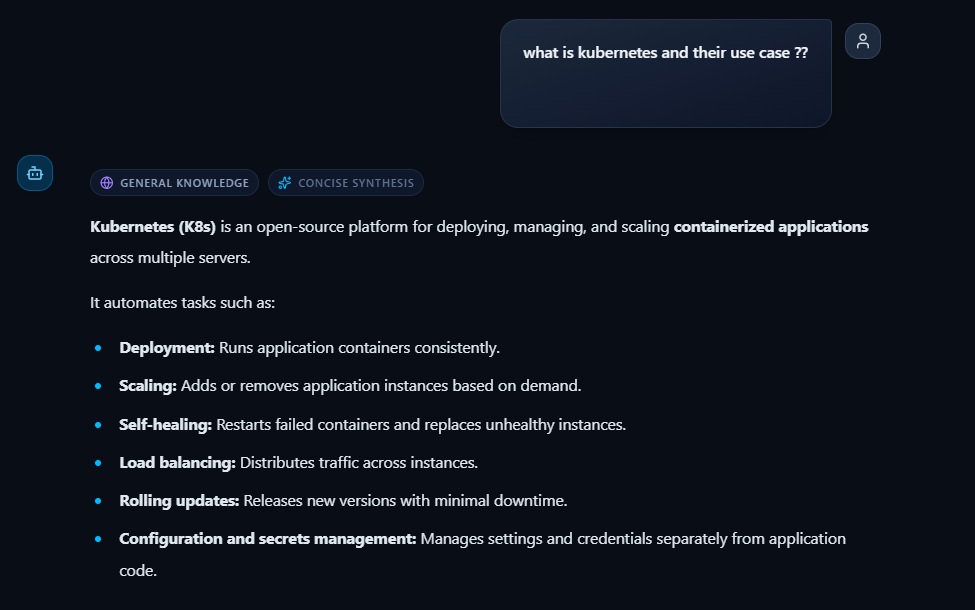 what is kubernetes and their use case ??
GENERAL KNOWLEDGE
CONCISE SYNTHESIS
Kubernetes (K8s) is an open-source platform for deploying, managing, and scaling containerized applications
across multiple servers.
It automates tasks such as:
Deployment: Runs application containers consistently.
Scaling: Adds or removes application instances based on demand.
Self-healing: Restarts failed containers and replaces unhealthy instances.
Load balancing: Distributes traffic across instances.
Rolling updates: Releases new versions with minimal downtime.
Configuration and secrets management: Manages settings and credentials separately from application
code.